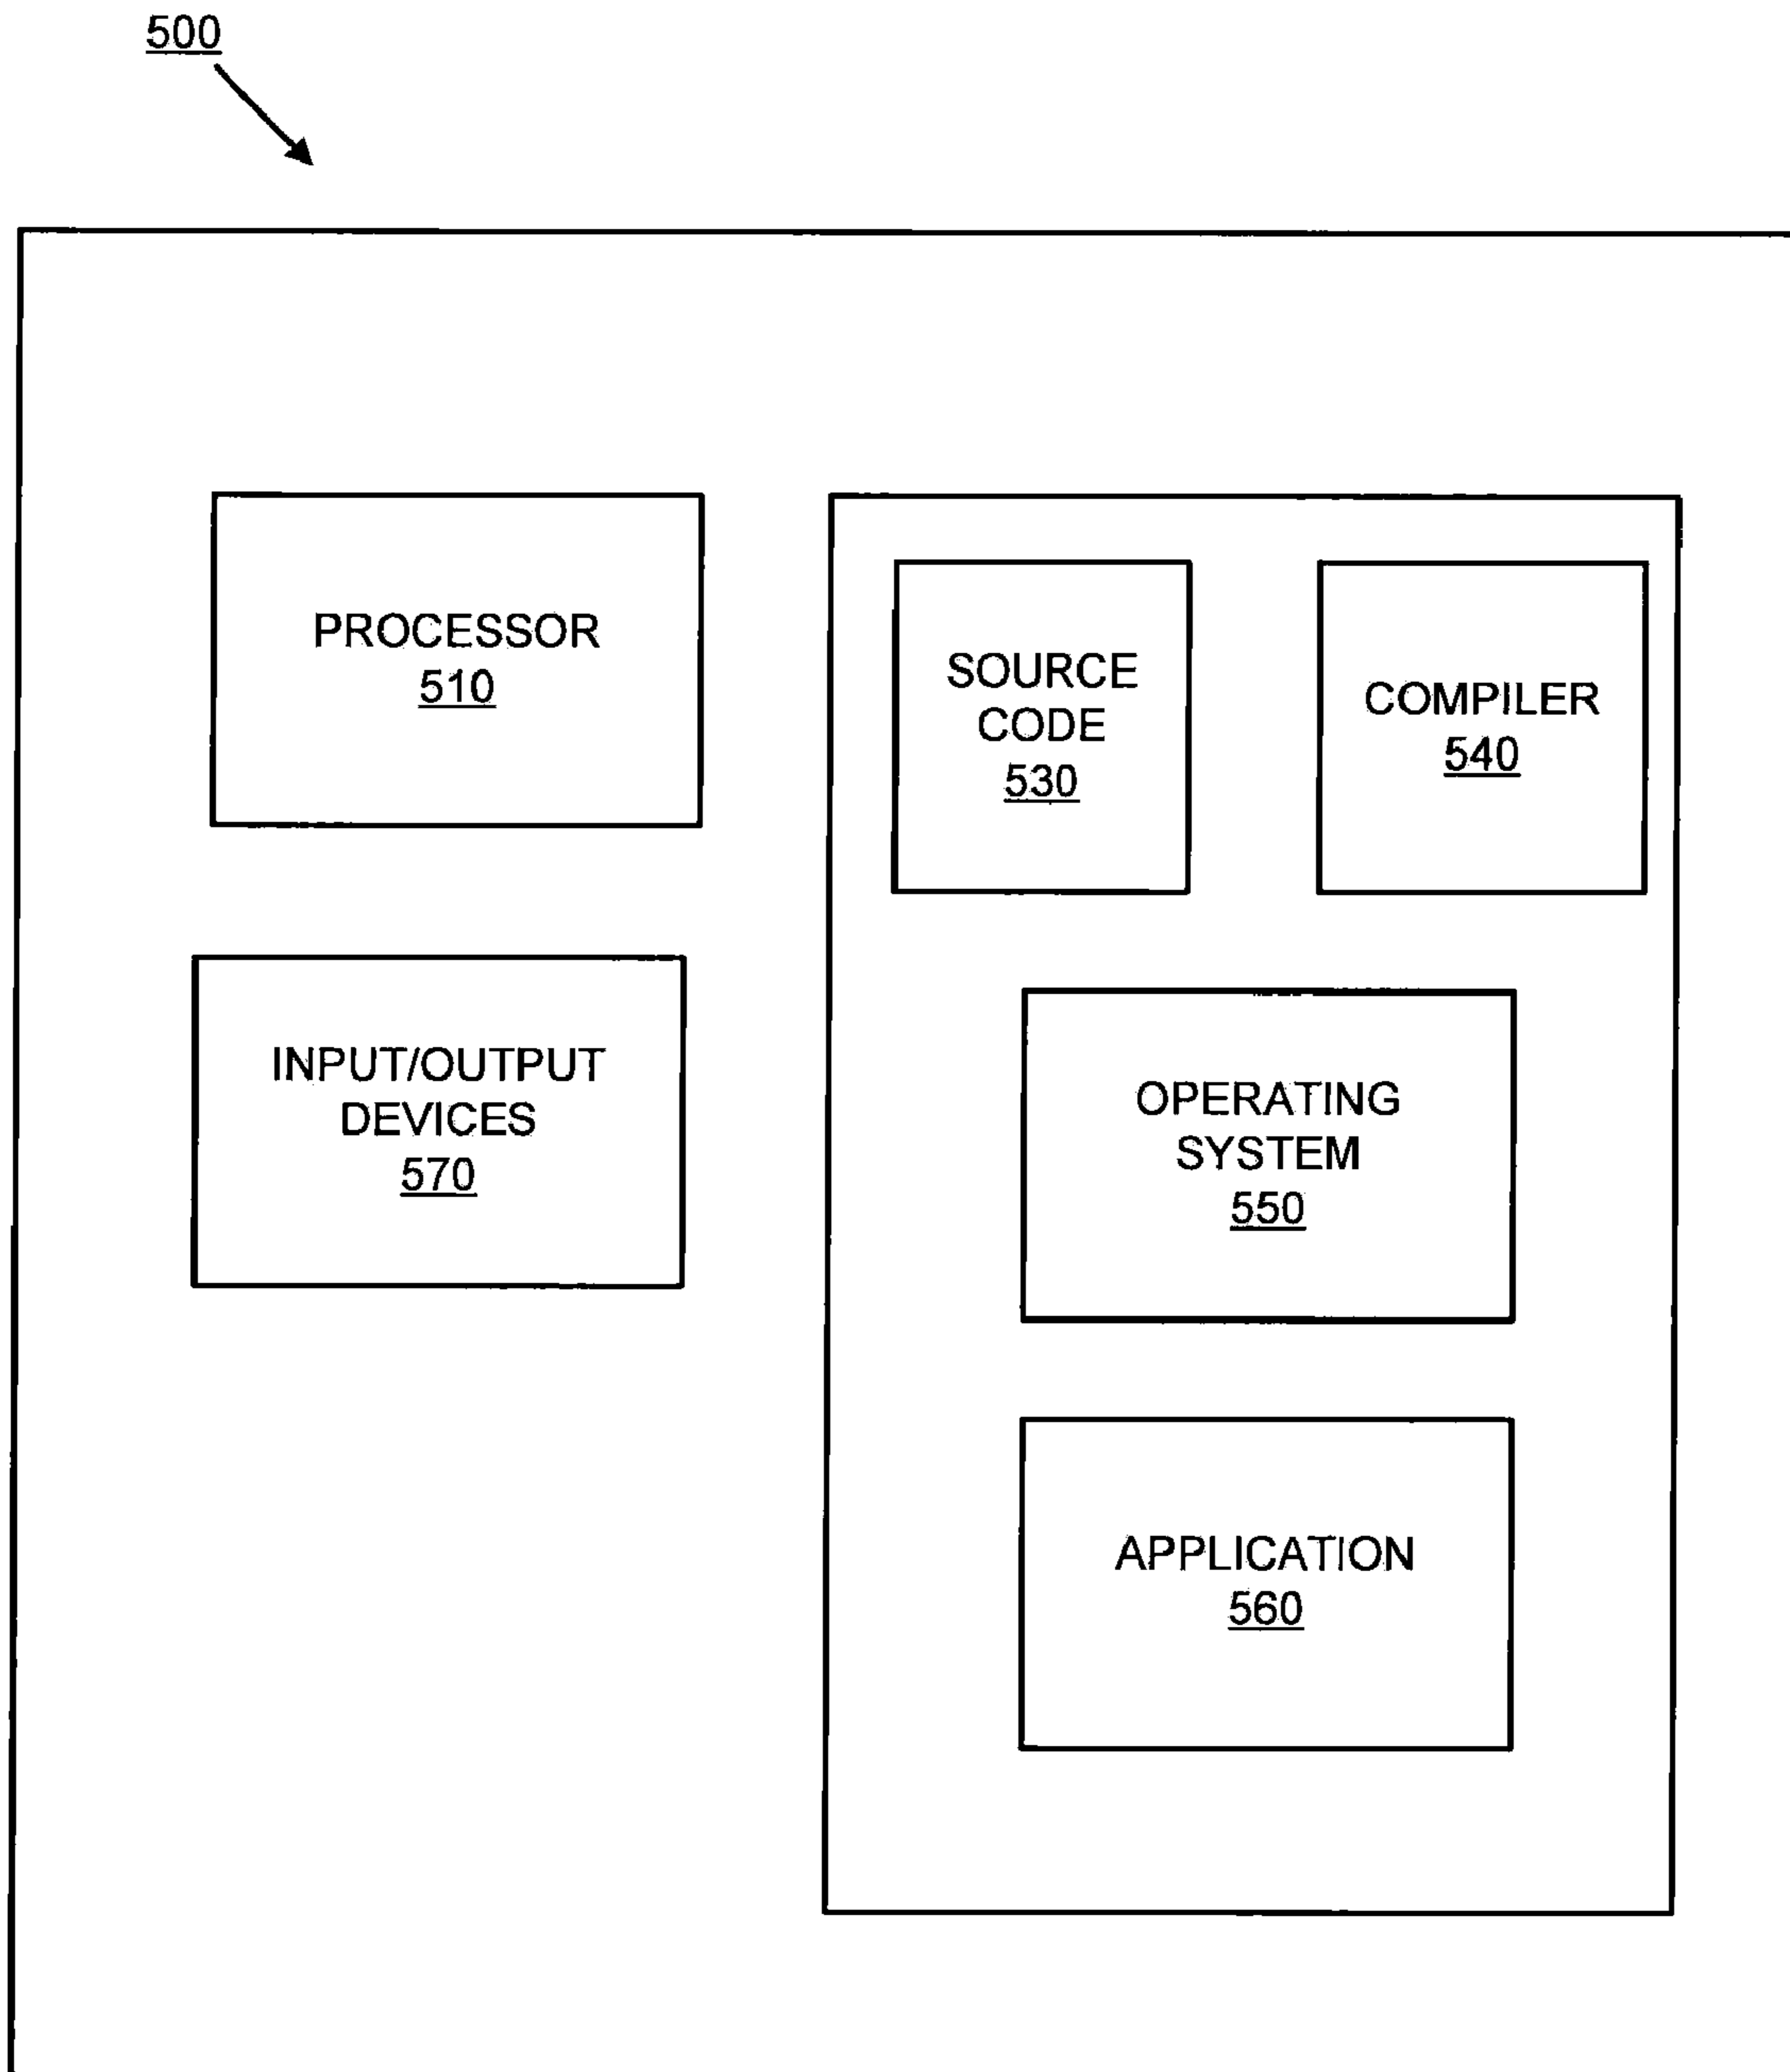 500
PROCESSOR
510
SOURCE
CODE
530
COMPILER
540
INPUT/OUTPUT
DEVICES
570
OPERATING
SYSTEM
550
APPLICATION
560